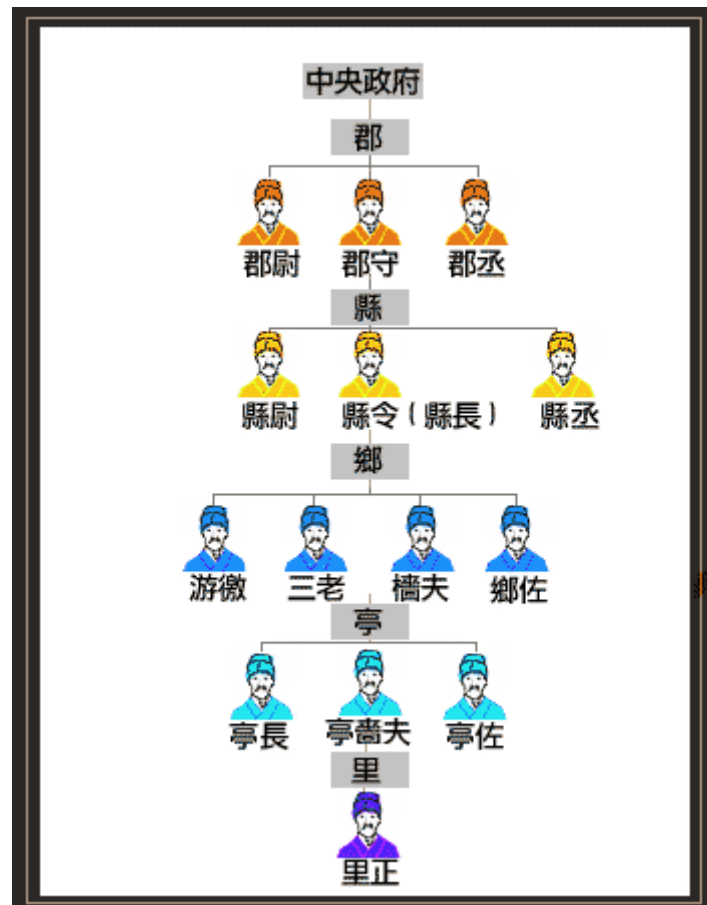 中央政府
郡
郡尉 郡守 郡丞
縣
縣尉 縣令(縣長) 縣丞
鄉
游徼 三老 檣夫 鄉佐
亭
亭長 亭嗇夫 亭佐
里
里正